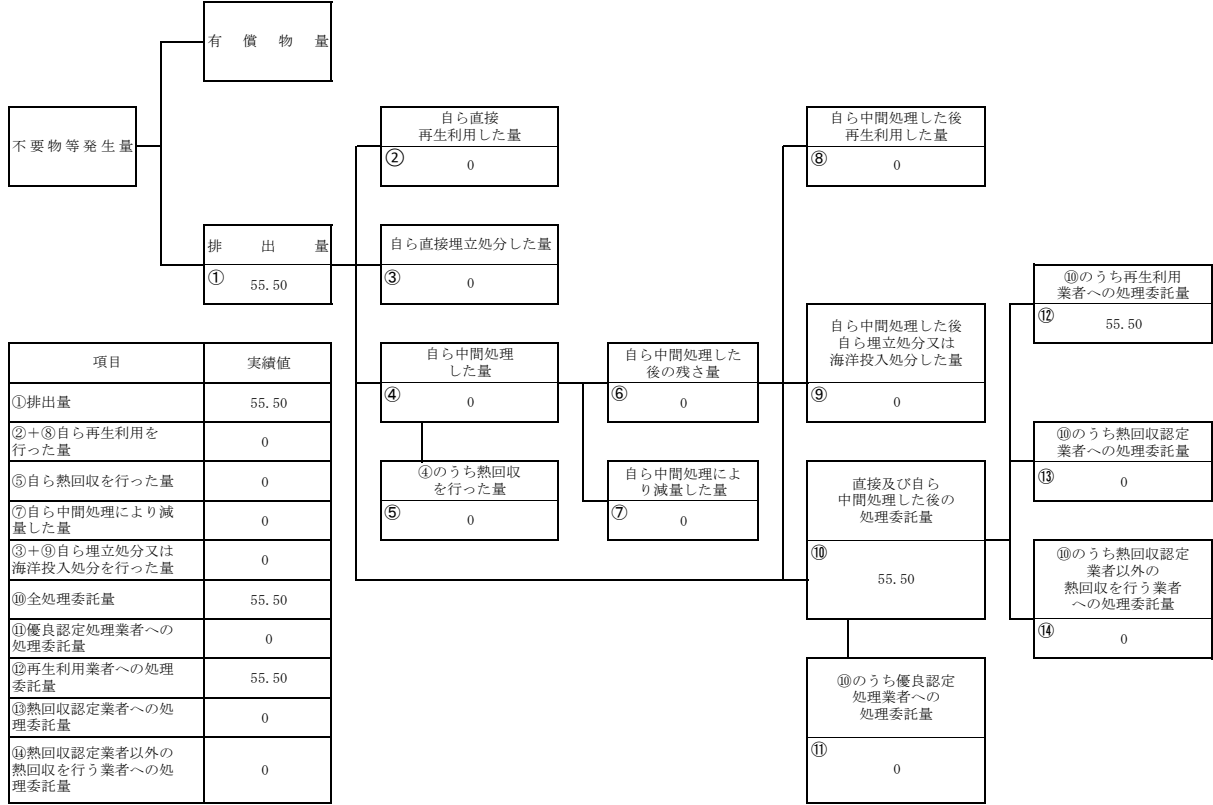 有償物量
不要物等発生量
排出量
①
55.50
自ら直接
再生利用した量
②
0
自ら直接埋立処分した量
③
0
自ら中間処理
した量
④
0
④のうち熱回収
を行った量
⑤
0
自ら中間処理した
後の残さ量
⑥
0
自ら中間処理によ
り減量した量
⑦
0
自ら中間処理した後
再生利用した量
⑧
0
自ら中間処理した後
自ら埋立処分又は
海洋投入処分した量
⑨
0
直接及び自ら
中間処理した後の
処理委託量
⑩
55.50
⑩のうち優良認定
処理業者への
処理委託量
⑪
0
⑩のうち再生利用
業者への処理委託量
⑫
55.50
⑩のうち熱回収認定
業者への処理委託量
⑬
0
⑩のうち熱回収認定
業者以外の
熱回収を行う業者
への処理委託量
⑭
0
項目 実績値
①排出量 55.50
②+⑧自ら再生利用を
行った量 0
⑤自ら熱回収を行った量 0
⑦自ら中間処理により減
量した量 0
③+⑨自ら埋立処分又は
海洋投入処分を行った量 0
⑩全処理委託量 55.50
⑪優良認定処理業者への
処理委託量 0
⑫再生利用業者への処理
委託量 55.50
⑬熱回収認定業者への処
理委託量 0
⑭熱回収認定業者以外の
熱回収を行う業者への処
理委託量 0